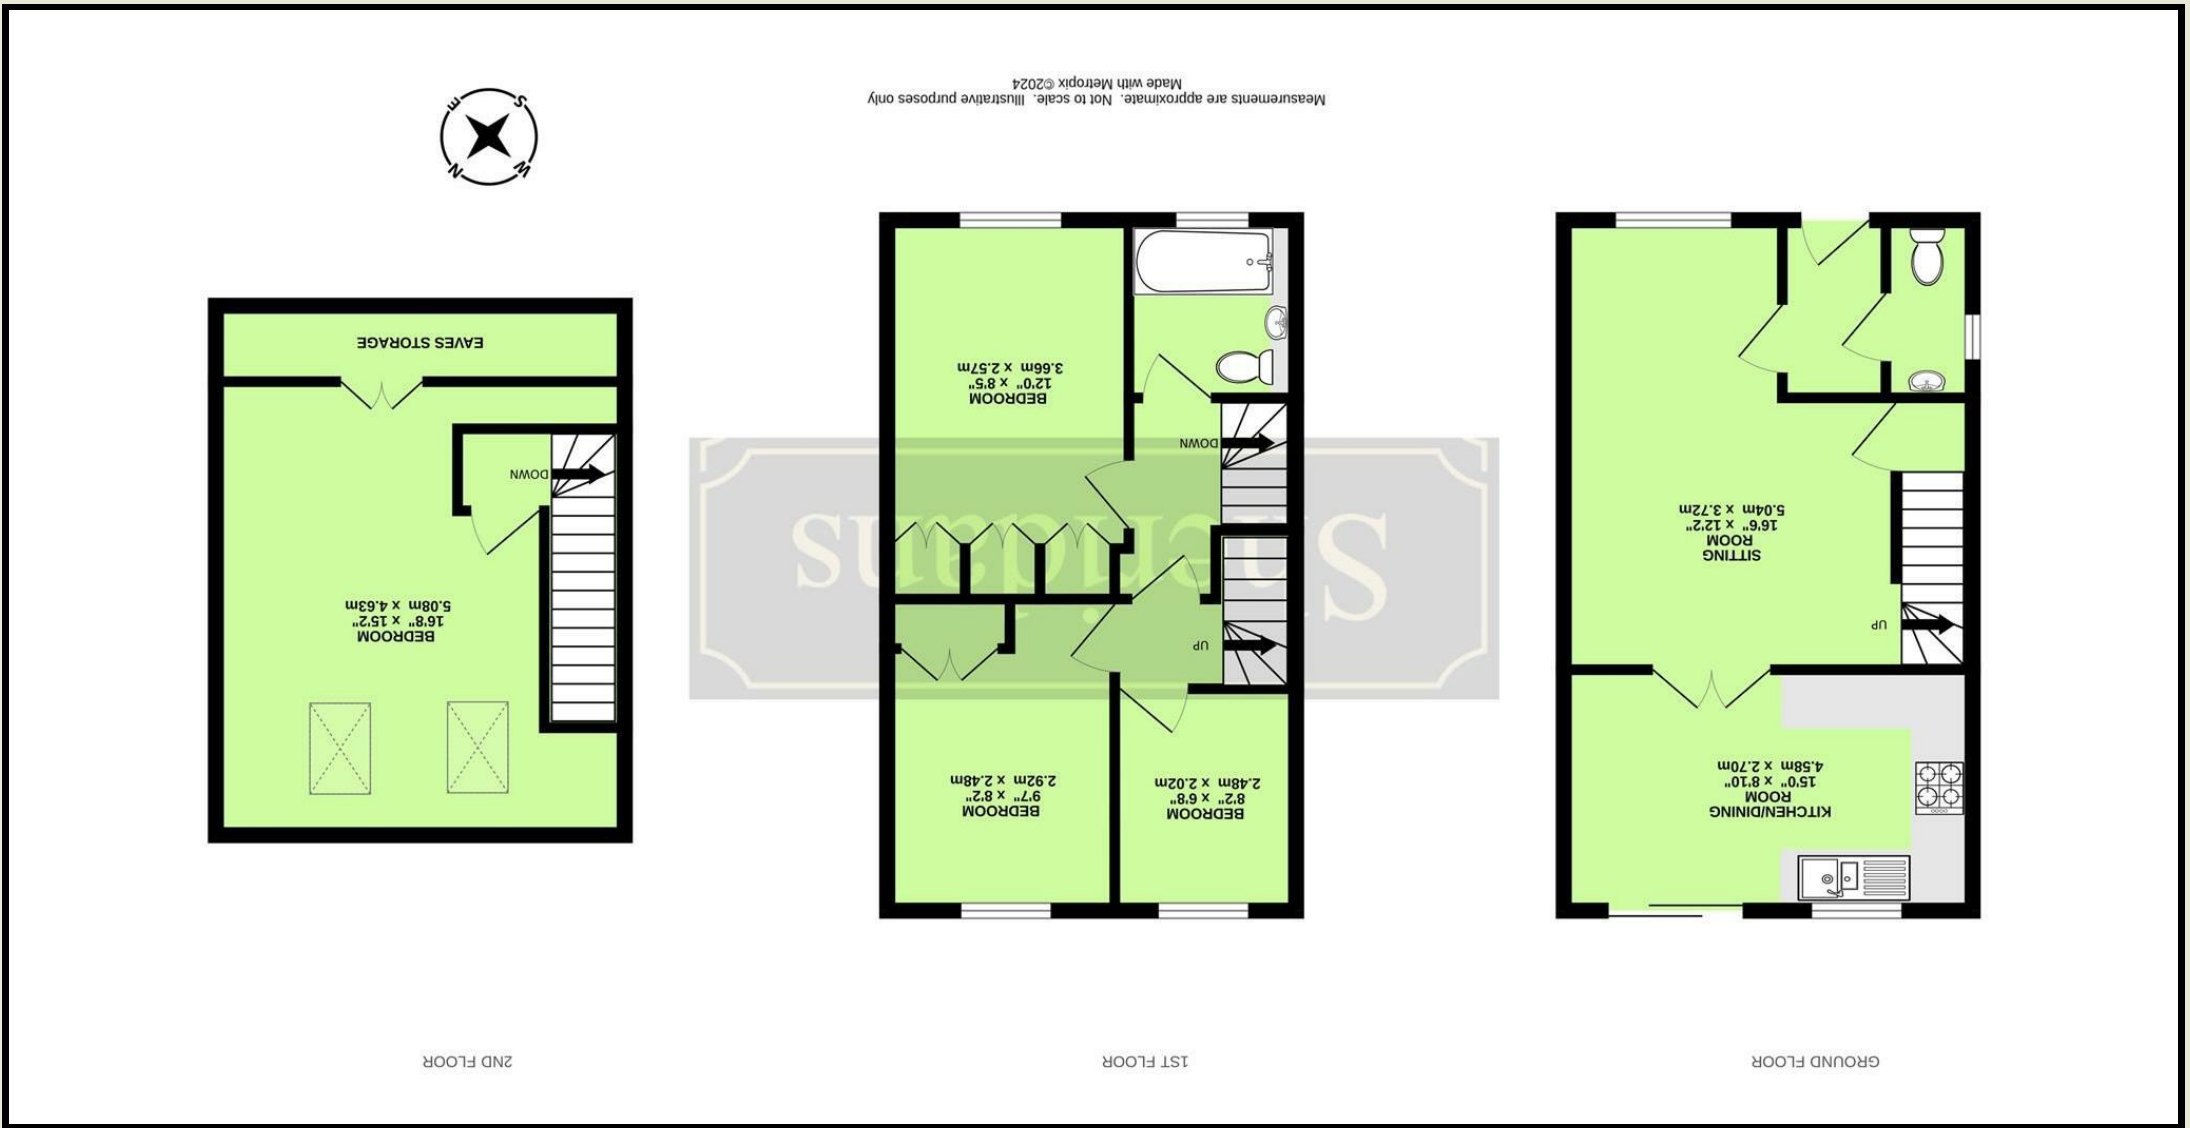 GROUND FLOOR
KITCHEN/DINING
ROOM
15'0" x 8'10"
4.58m x 2.70m
UP
SITTING
ROOM
16'6" x 12'2"
5.04m x 3.72m
1ST FLOOR
BEDROOM
8'2" x 6'8"
2.48m x 2.02m
BEDROOM
9'7" x 8'2"
2.92m x 2.48m
UP
DOWN
BEDROOM
12'0" x 8'5"
3.66m x 2.57m
2ND FLOOR
BEDROOM
16'8" x 15'2"
5.08m x 4.63m
DOWN
EAVES STORAGE
Measurements are approximate. Not to scale. Illustrative purposes only
Made with Metropix ©2024
N
E
S
W